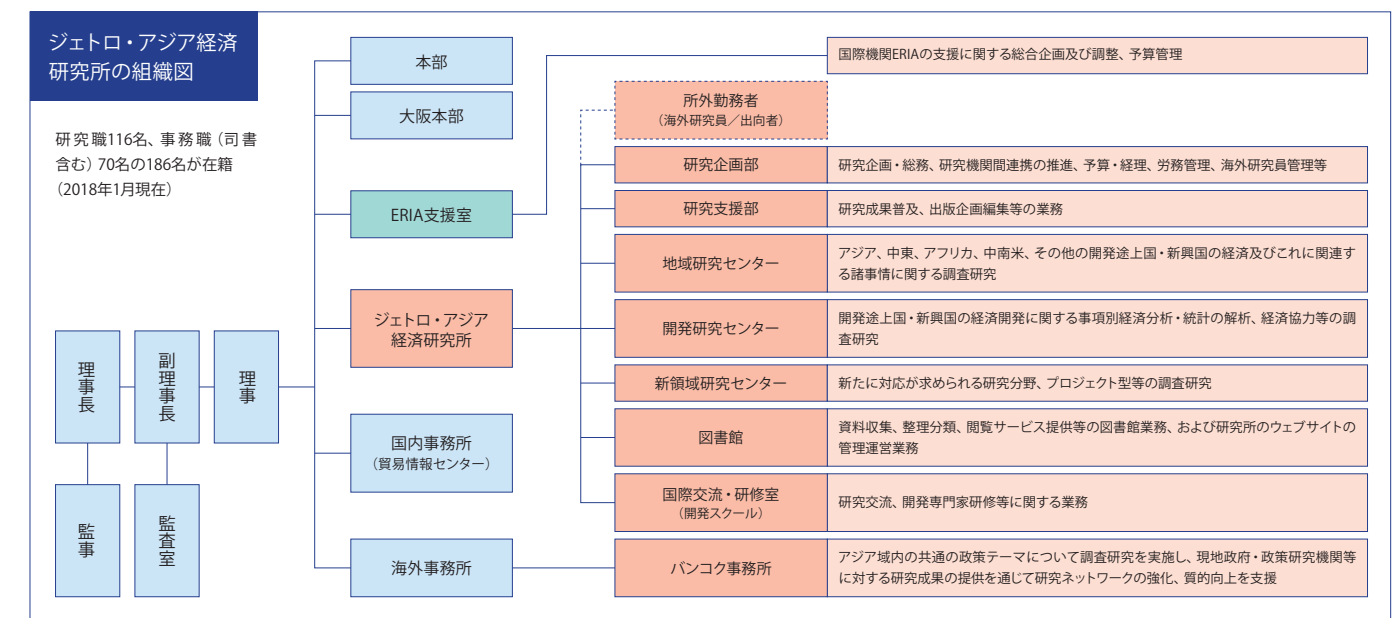 ジェトロ・アジア経済
研究所の組織図
研究職116名、事務職（司書
含む）70名の186名が在籍
（2018年1月現在）
理事長
副理事長
理事
監事
監査室
本部
大阪本部
ERIA支援室
ジェトロ・アジア
経済研究所
国内事務所
（貿易情報センター）
海外事務所
国際機関ERIAの支援に関する総合企画及び調整、予算管理
所外勤務者
（海外研究員／出向者）
研究企画部
研究企画・総務、研究機関間連携の推進、予算・経理、労務管理、海外研究員管理等
研究支援部
研究成果普及、出版企画編集等の業務
地域研究センター
アジア、中東、アフリカ、中南米、その他の開発途上国・新興国の経済及びこれに関連す
る諸事情に関する調査研究
開発研究センター
開発途上国・新興国の経済開発に関する事項別経済分析・統計の解析、経済協力等の調
査研究
新領域研究センター
新たに対応が求められる研究分野、プロジェクト型等の調査研究
図書館
資料収集、整理分類、閲覧サービス提供等の図書館業務、および研究所のウェブサイトの
管理運営業務
国際交流・研修室
（開発スクール）
研究交流、開発専門家研修等に関する業務
バンコク事務所
アジア域内の共通の政策テーマについて調査研究を実施し、現地政府・政策研究機関等
に対する研究成果の提供を通じて研究ネットワークの強化、質的向上を支援